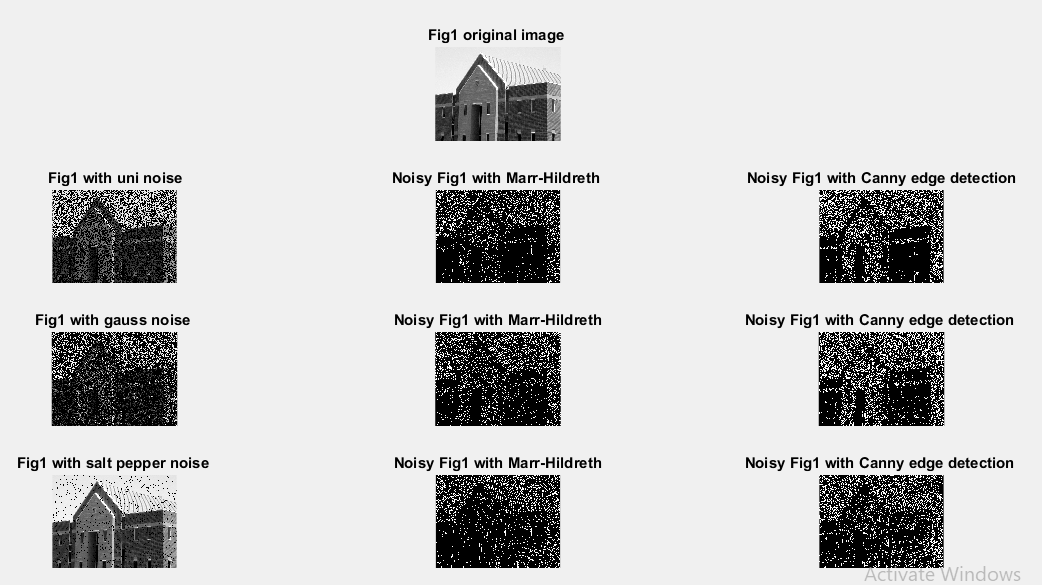 Fig1 original image
Fig1 with uni noise
Noisy Fig1 with Marr-Hildreth
Noisy Fig1 with Canny edge detection
Fig1 with gauss noise
Noisy Fig1 with Marr-Hildreth
Noisy Fig1 with Canny edge detection
Fig1 with salt pepper noise
Noisy Fig1 with Marr-Hildreth
Noisy Fig1 with Canny edge detection
Activate Windows